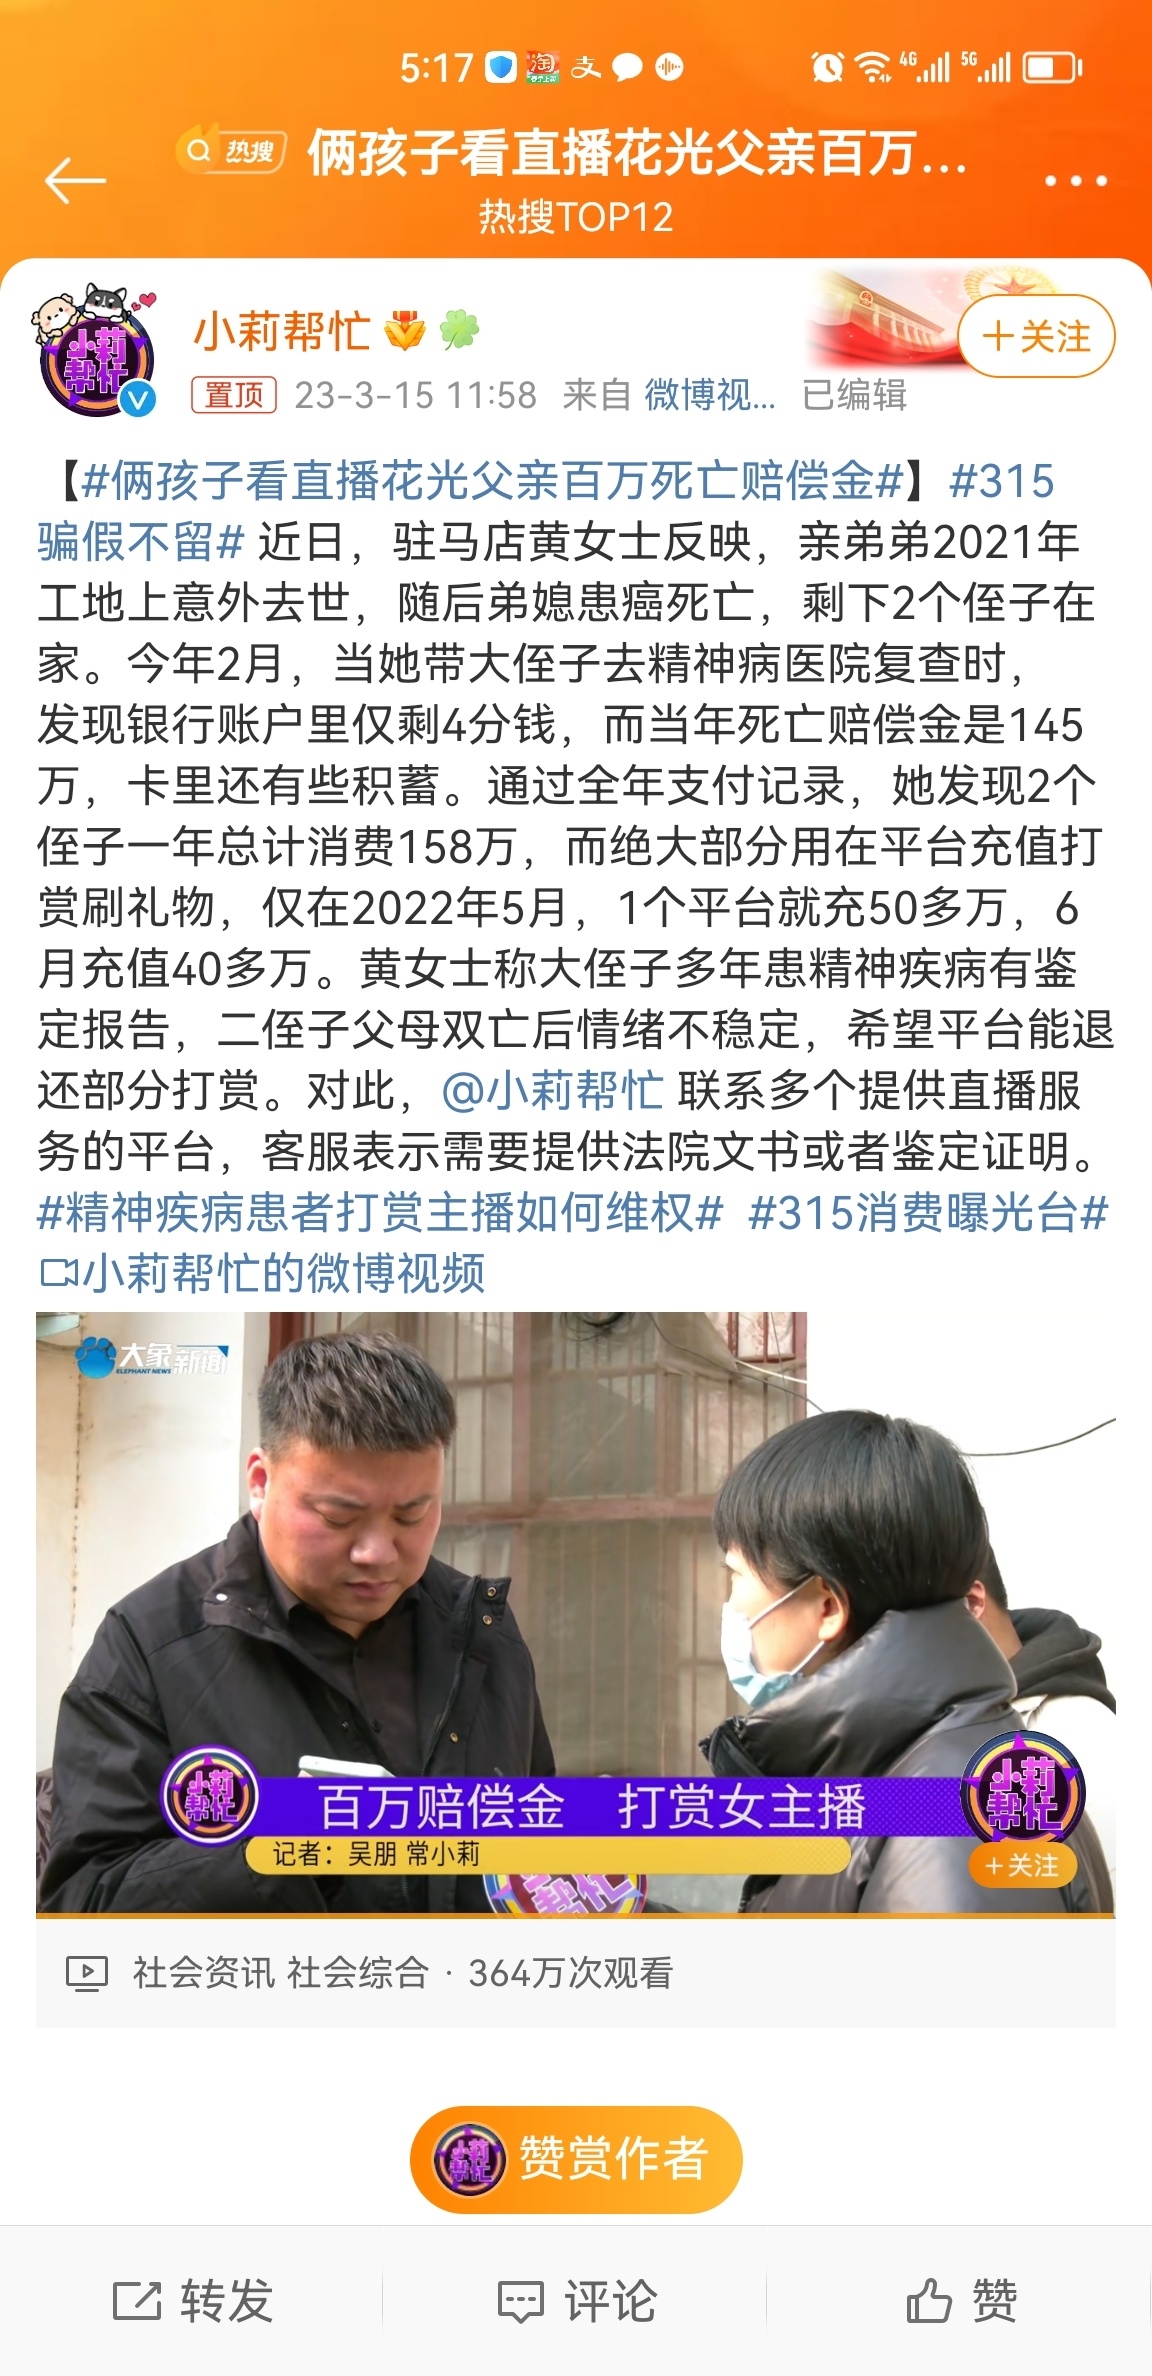 5:17
淘
支
4G
5G
热搜 俩孩子看直播花光父亲百万...
热搜TOP12
小莉帮忙
小莉帮忙
+关注
置顶 23-3-15 11:58 来自 微博视... 已编辑
【#俩孩子看直播花光父亲百万死亡赔偿金#】#315
骗假不留# 近日，驻马店黄女士反映，亲弟弟2021年
工地上意外去世，随后弟媳患癌死亡，剩下2个侄子在
家。今年2月，当她带大侄子去精神病医院复查时，
发现银行账户里仅剩4分钱，而当年死亡赔偿金是145
万，卡里还有些积蓄。通过全年支付记录，她发现2个
侄子一年总计消费158万，而绝大部分用在平台充值打
赏刷礼物，仅在2022年5月，1个平台就充50多万，6
月充值40多万。黄女士称大侄子多年患精神疾病有鉴
定报告，二侄子父母双亡后情绪不稳定，希望平台能退
还部分打赏。对此，@小莉帮忙 联系多个提供直播服
务的平台，客服表示需要提供法院文书或者鉴定证明。
#精神疾病患者打赏主播如何维权# #315消费曝光台#
小莉帮忙的微博视频
大象新闻
ELEPHANT NEWS
小莉帮忙
百万赔偿金 打赏女主播
小莉帮忙
记者：吴朋 常小莉
+关注
帮忙
社会资讯 社会综合 · 364万次观看
小莉帮忙
赞赏作者
转发
评论
赞